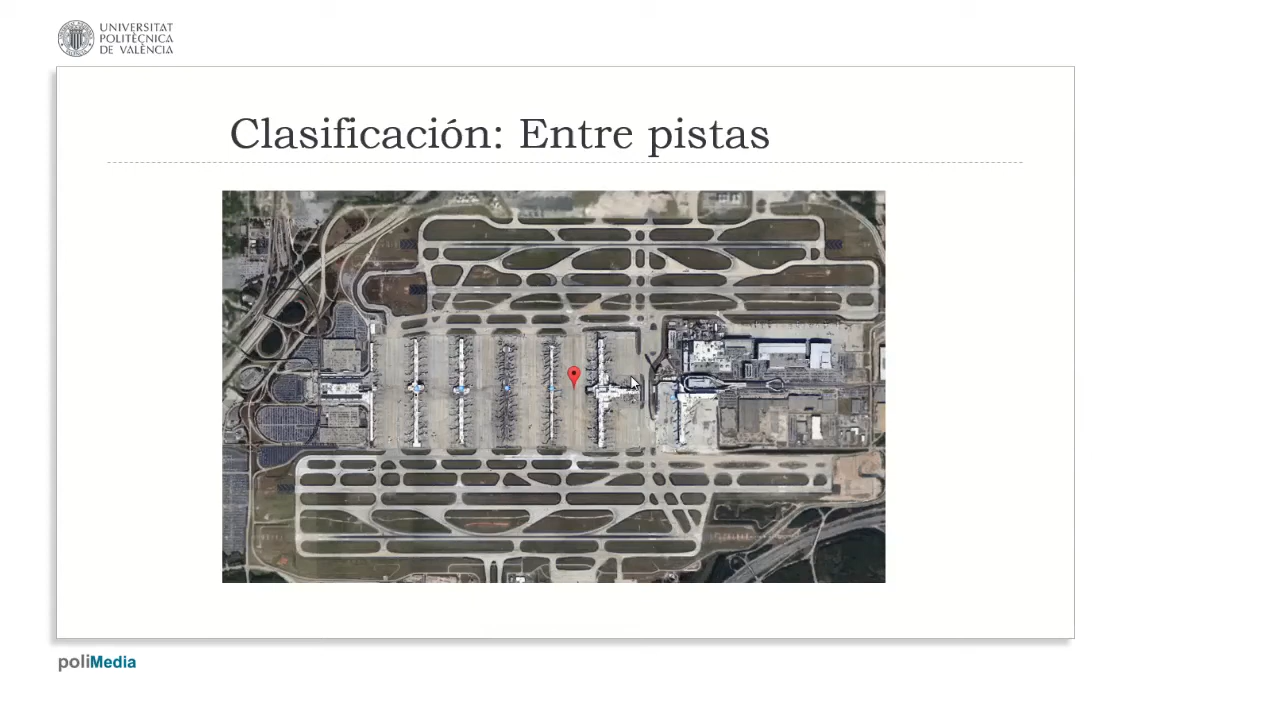 UNIVERSITAT
POLITÈCNICA
DE VALÈNCIA
Clasificación: Entre pistas
poliMedia